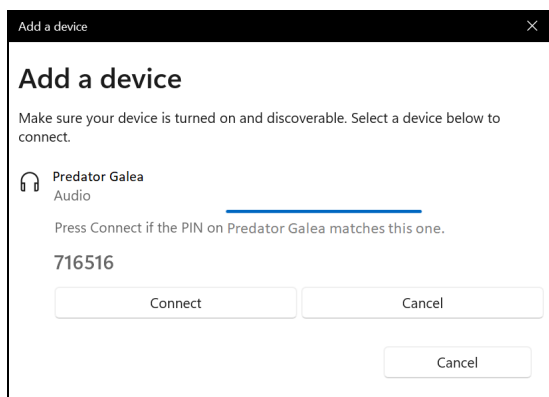 Add a device
Add a device
Make sure your device is turned on and discoverable. Select a device below to
connect.
Predator Galea
Audio
Press Connect if the PIN on Predator Galea matches this one.
716516
Connect
Cancel
Cancel